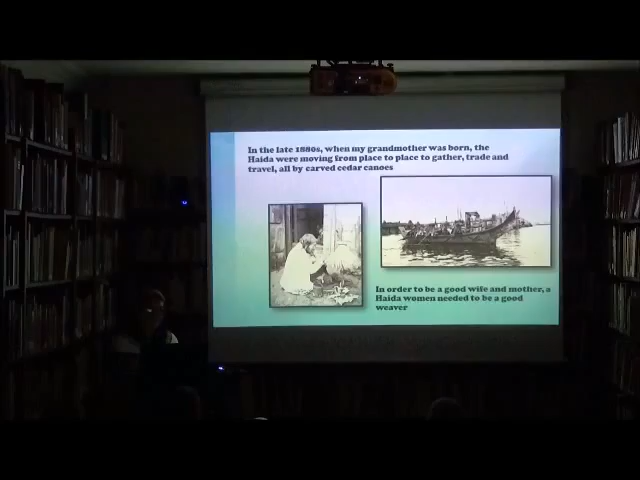 In the late 1880s, when my grandmother was born, the
Haida were moving from place to place to gather, trade and
travel, all by carved cedar canoes
In order to be a good wife and mother, a
Haida women needed to be a good
weaver